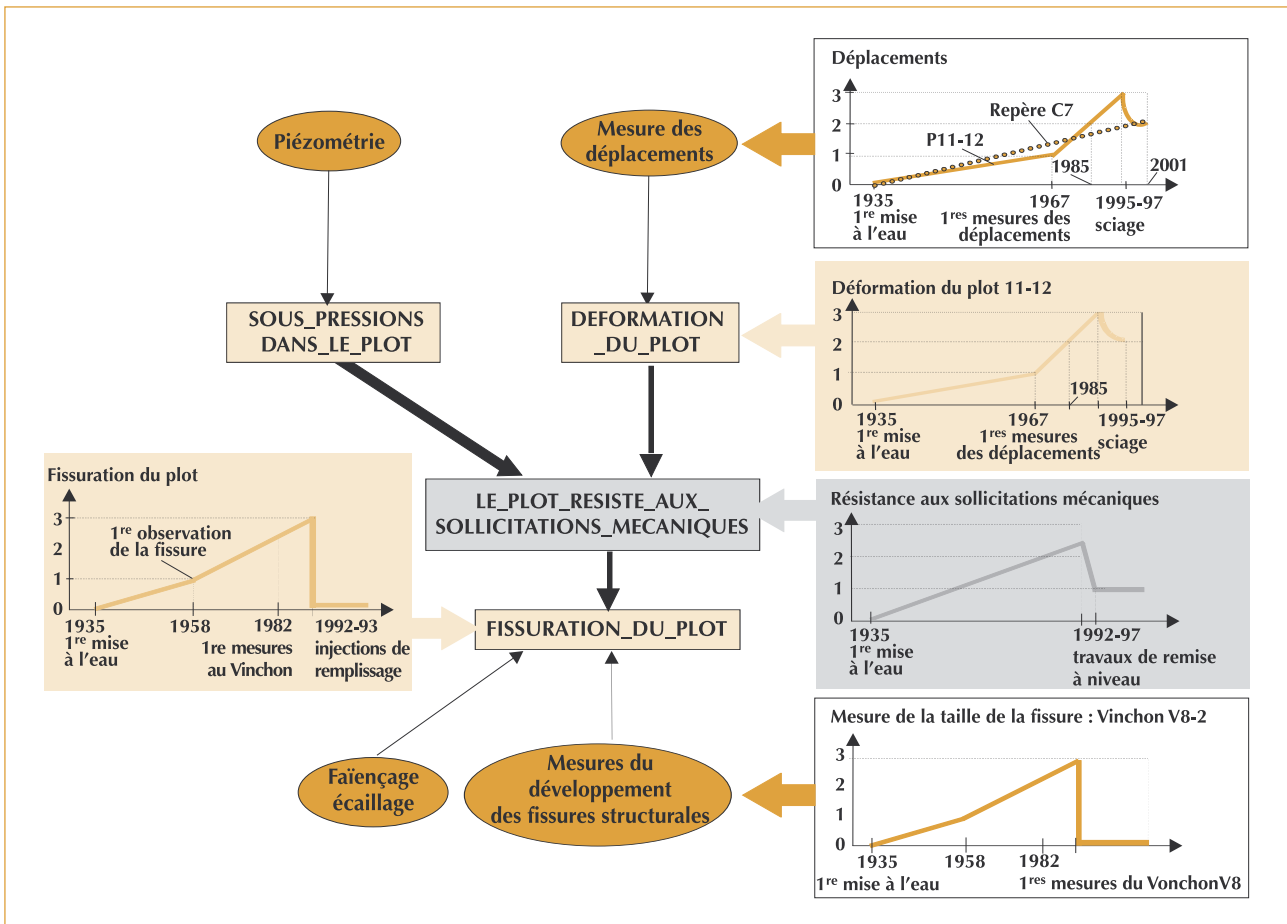 Piézométrie
Mesure des
déplacements
Déplacements
3
2
1
0
Repère C7
P11-12
1985
2001
1935
1re mise
à l'eau
1967
1res mesures des
déplacements
1995-97
sciage
SOUS_PRESSIONS
DANS_LE_PLOT
DEFORMATION
_DU_PLOT
Déformation du plot 11-12
3
2
1
0
1985
1935
1re mise
à l'eau
1967
1res mesures
des déplacements
1995-97
sciage
Fissuration du plot
3
2
1
0
1re observation
de la fissure
1935
1re mise
à l'eau
1958
1982
1re mesures
au Vinchon
1992-93
injections de
remplissage
LE_PLOT_RESISTE_AUX_
SOLLICITATIONS_MECANIQUES
Résistance aux sollicitations mécaniques
3
2
1
0
1935
1re mise
à l'eau
1992-97
travaux de remise
à niveau
FISSURATION_DU_PLOT
Faïençage
écaillage
Mesures du
développement
des fissures structurales
Mesure de la taille de la fissure : Vinchon V8-2
3
2
1
0
1935
1958
1982
1re mise à l'eau
1res mesures du VonchonV8